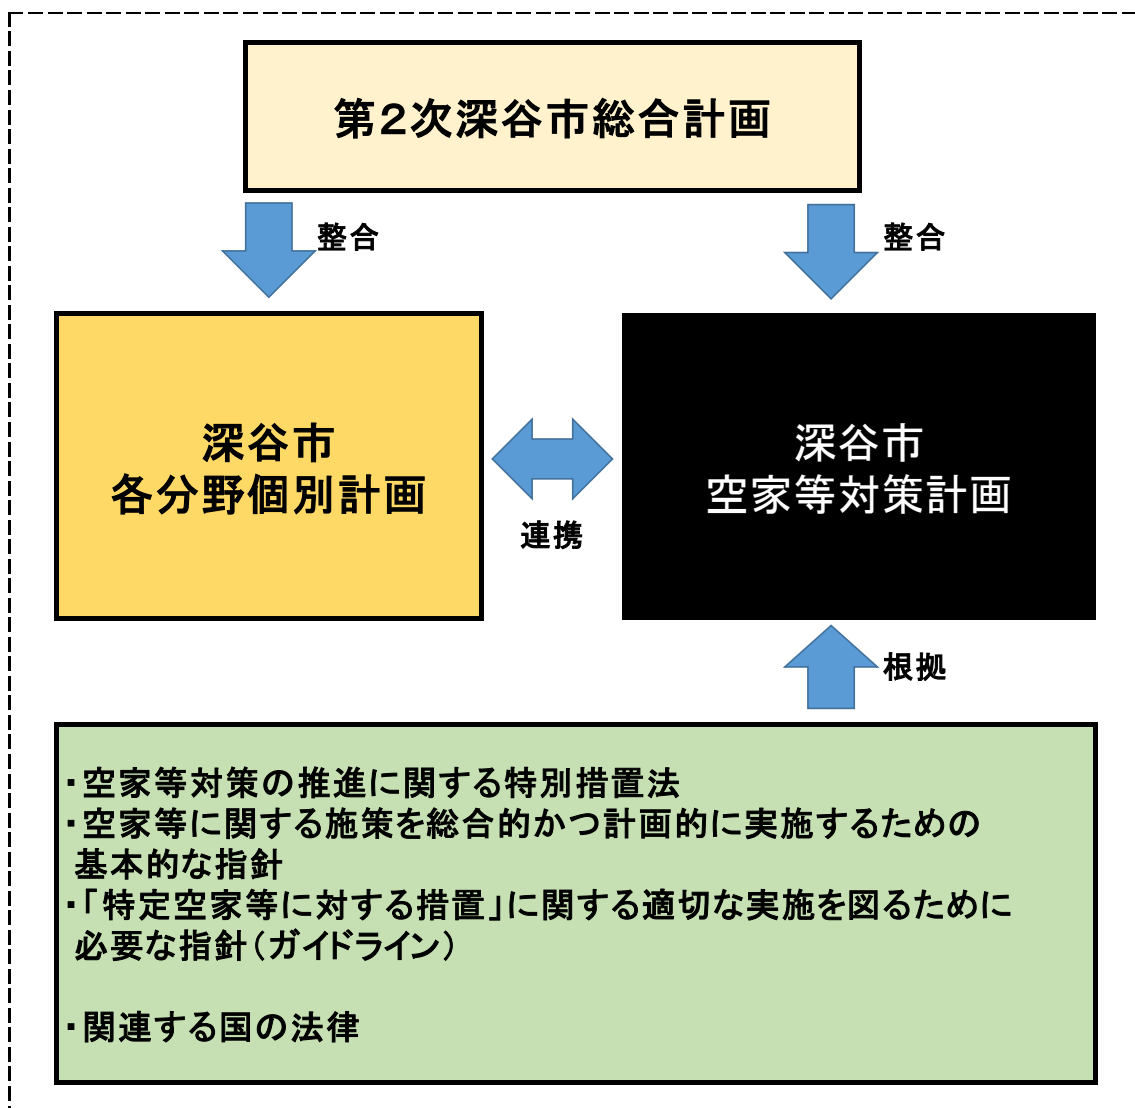 第2次深谷市総合計画
整合
整合
深谷市
各分野個別計画
連携
深谷市
空家等対策計画
根拠
・空家等対策の推進に関する特別措置法
・空家等に関する施策を総合的かつ計画的に実施するための
基本的な指針
・「特定空家等に対する措置」に関する適切な実施を図るために
必要な指針（ガイドライン）
・関連する国の法律